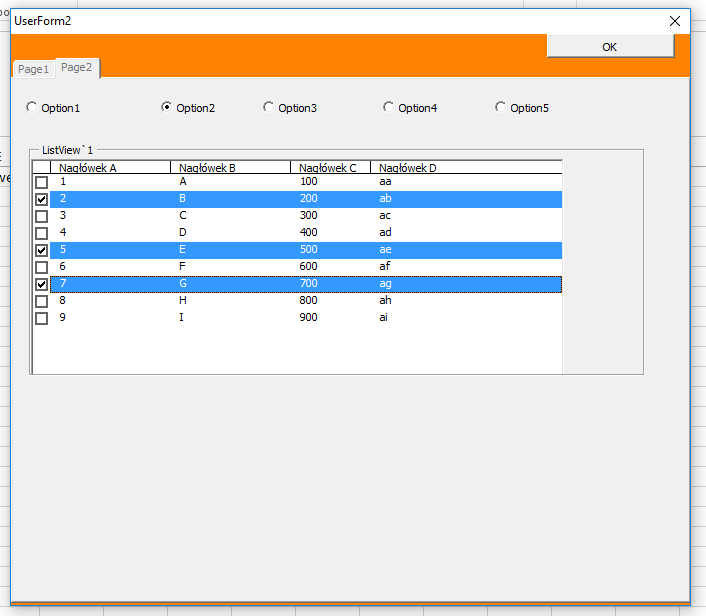 UserForm2
OK
Page1 Page2
Option1 Option2 Option3 Option4 Option5
ListView`1
Nagłówek A Nagłówek B Nagłówek C Nagłówek D
1 A 100 aa
2 B 200 ab
3 C 300 ac
4 D 400 ad
5 E 500 ae
6 F 600 af
7 G 700 ag
8 H 800 ah
9 I 900 ai